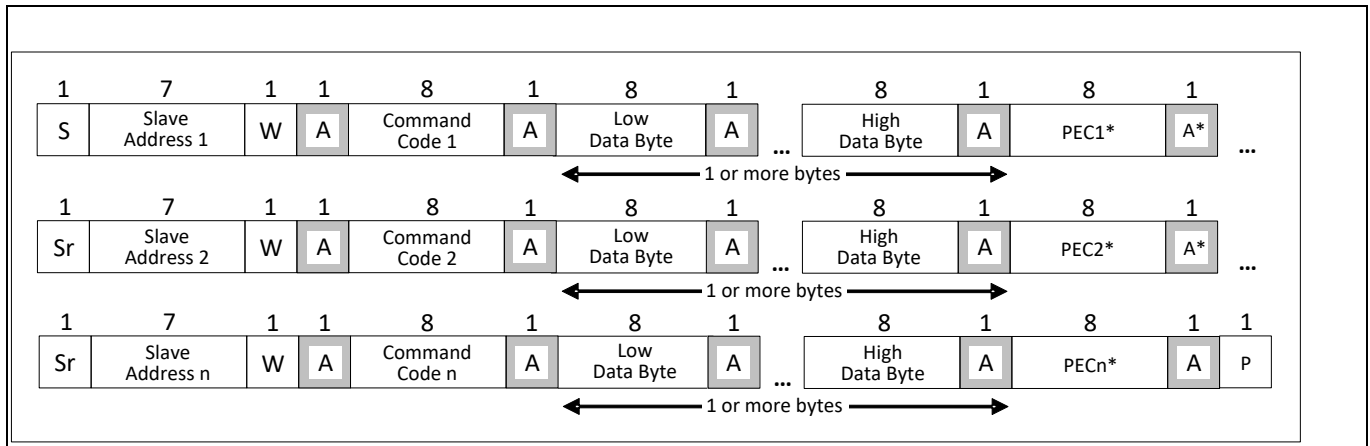 1 7 1 1 8 1 8 1 8 1 8 1
S Slave Address 1 W A Command Code 1 A Low Data Byte A ... High Data Byte A PEC1* A* ...
1 or more bytes
1 7 1 1 8 1 8 1 8 1 8 1
Sr Slave Address 2 W A Command Code 2 A Low Data Byte A ... High Data Byte A PEC2* A* ...
1 or more bytes
1 7 1 1 8 1 8 1 8 1 8 1 1
Sr Slave Address n W A Command Code n A Low Data Byte A ... High Data Byte A PECn* A P
1 or more bytes